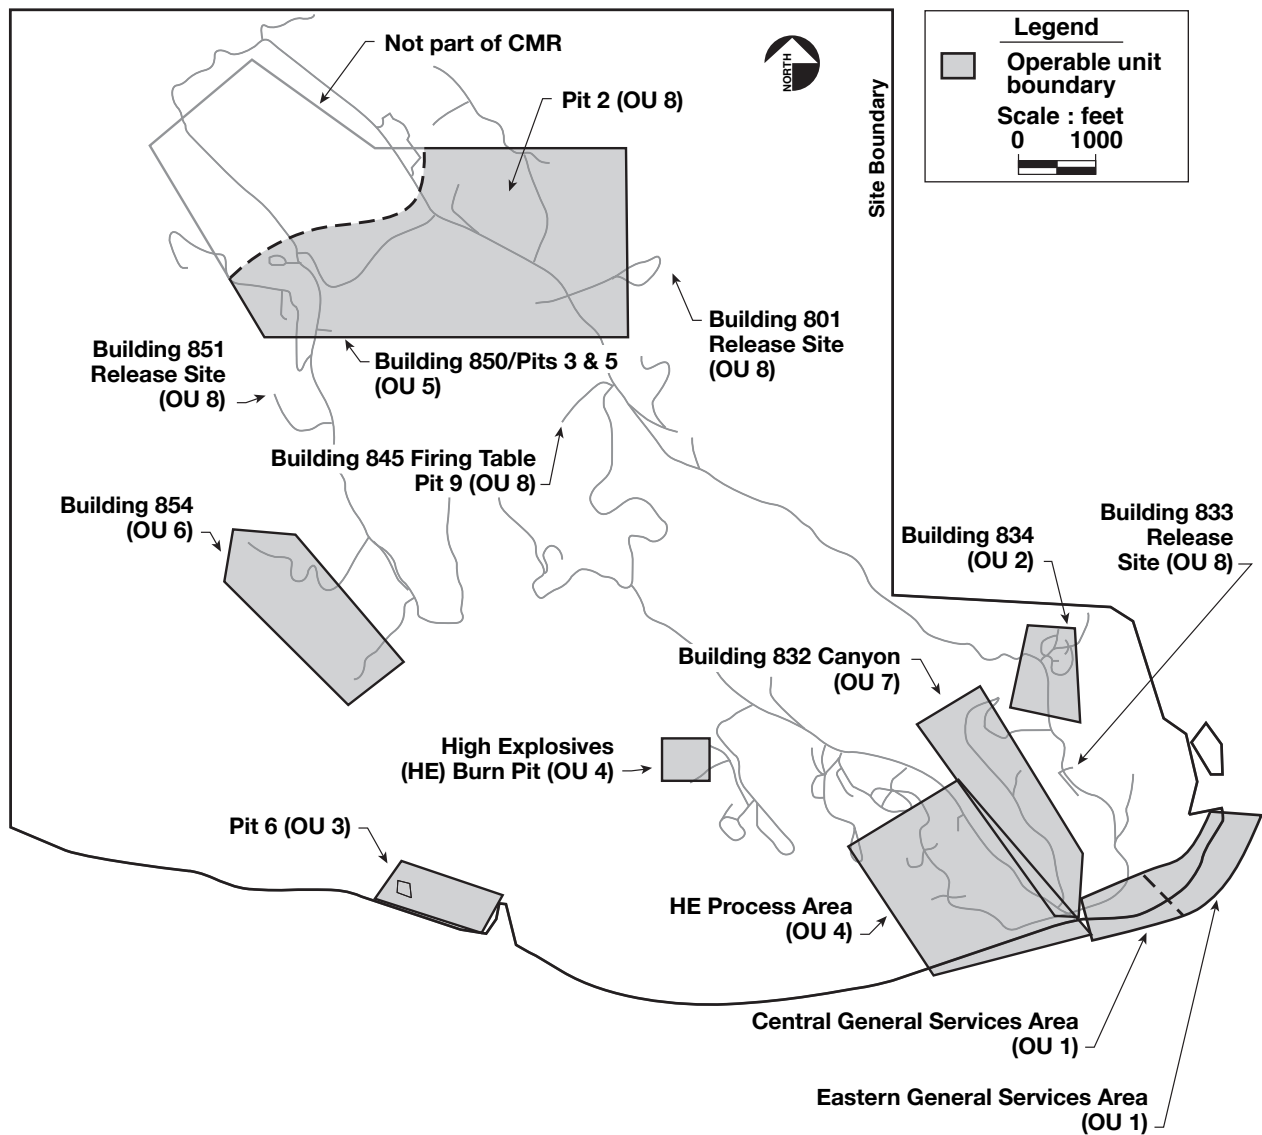 Not part of CMR
Pit 2 (OU 8)
NORTH
Site Boundary
Legend
Operable unit
boundary
Scale : feet
0 1000
Building 801
Release Site
(OU 8)
Building 851
Release Site
(OU 8)
Building 850/Pits 3 & 5
(OU 5)
Building 845 Firing Table
Pit 9 (OU 8)
Building 854
(OU 6)
Building 834
(OU 2)
Building 833
Release
Site (OU 8)
Building 832 Canyon
(OU 7)
High Explosives
(HE) Burn Pit (OU 4)
Pit 6 (OU 3)
HE Process Area
(OU 4)
Central General Services Area
(OU 1)
Eastern General Services Area
(OU 1)